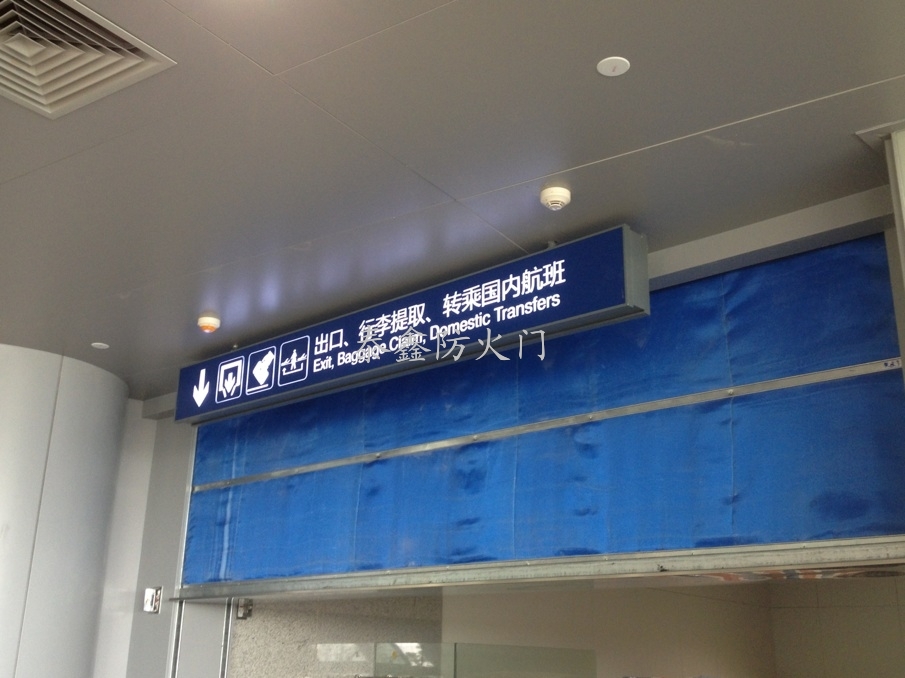 出口、行李提取、转乘国内航班
Exit, Baggage Claim, Domestic Transfers
鑫防火门